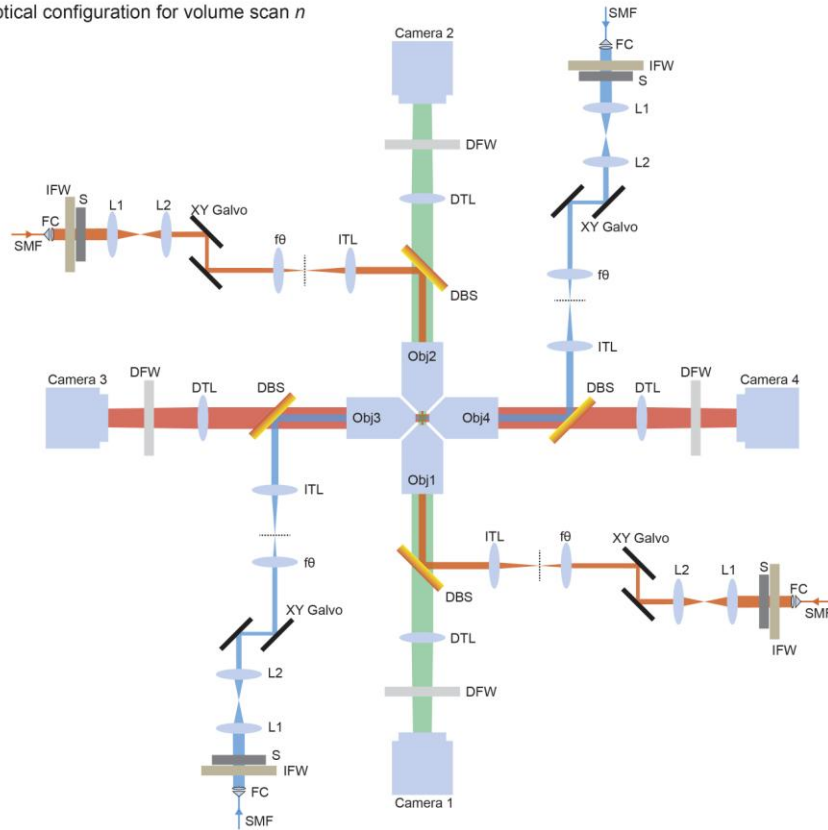 ptical configuration for volume scan n
SMF
FC
IFW
S
L1
L2
XY Galvo
fθ
ITL
DBS
Camera 2
DFW
DTL
DBS
Obj2
IFW
S
L1
L2
XY Galvo
FC
SMF
fθ
ITL
Camera 3
DFW
DTL
DBS
Obj3
Obj4
DTL
DFW
Camera 4
Obj1
ITL
fθ
XY Galvo
SMF
FC
IFW
S
L1
L2
DBS
DTL
DFW
Camera 1
ITL
fθ
XY Galvo
L2
L1
S
IFW
FC
SMF